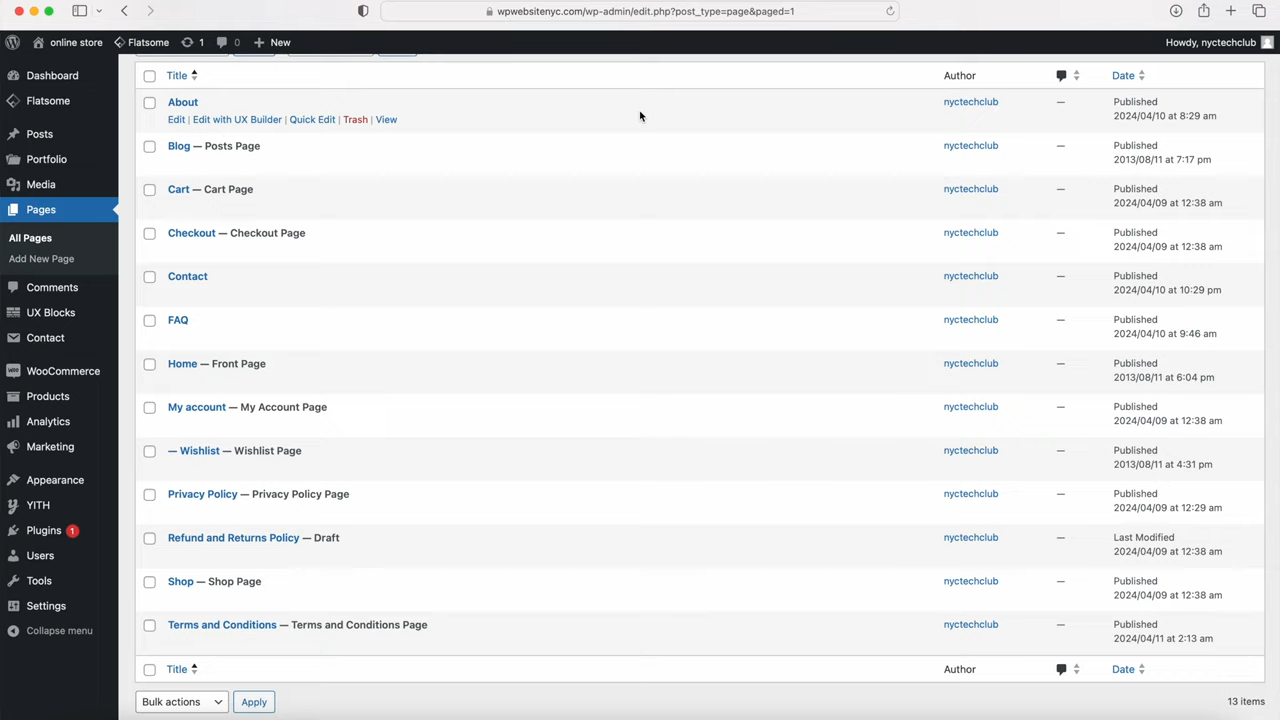 wpwebsitenyc.com/wp-admin/edit.php?post_type=page&paged=1
online store Flatsome 1 0 New Howdy, nyctechclub
Dashboard
Flatsome
Posts
Portfolio
Media
Pages
All Pages
Add New Page
Comments
UX Blocks
Contact
WooCommerce
Products
Analytics
Marketing
Appearance
YITH
Plugins 1
Users
Tools
Settings
Collapse menu
Title Author Date
About nyctechclub — Published
Edit | Edit with UX Builder | Quick Edit | Trash | View 2024/04/10 at 8:29 am
Blog — Posts Page nyctechclub — Published
2013/08/11 at 7:17 pm
Cart — Cart Page nyctechclub — Published
2024/04/09 at 12:38 am
Checkout — Checkout Page nyctechclub — Published
2024/04/09 at 12:38 am
Contact nyctechclub — Published
2024/04/10 at 10:29 pm
FAQ nyctechclub — Published
2024/04/10 at 9:46 am
Home — Front Page nyctechclub — Published
2013/08/11 at 6:04 pm
My account — My Account Page nyctechclub — Published
2024/04/09 at 12:38 am
— Wishlist — Wishlist Page nyctechclub — Published
2013/08/11 at 4:31 pm
Privacy Policy — Privacy Policy Page nyctechclub — Published
2024/04/09 at 12:29 am
Refund and Returns Policy — Draft nyctechclub — Last Modified
2024/04/09 at 12:38 am
Shop — Shop Page nyctechclub — Published
2024/04/09 at 12:38 am
Terms and Conditions — Terms and Conditions Page nyctechclub — Published
2024/04/11 at 2:13 am
Title Author Date
Bulk actions Apply 13 items